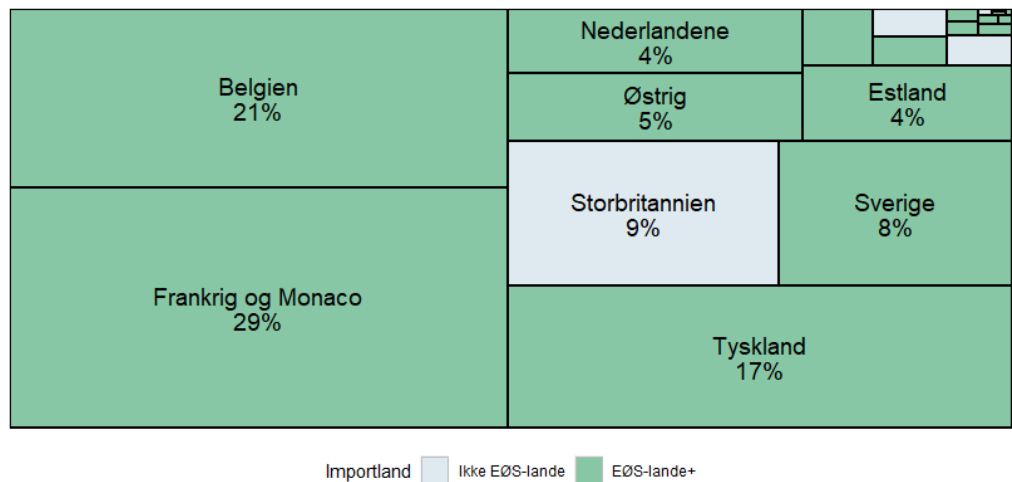 Belgien
21%
Frankrig og Monaco
29%
Nederlandene
4%
Østrig
5%
Estland
4%
Storbritannien
9%
Sverige
8%
Tyskland
17%
Importland Ikke EØS-lande EØS-lande+